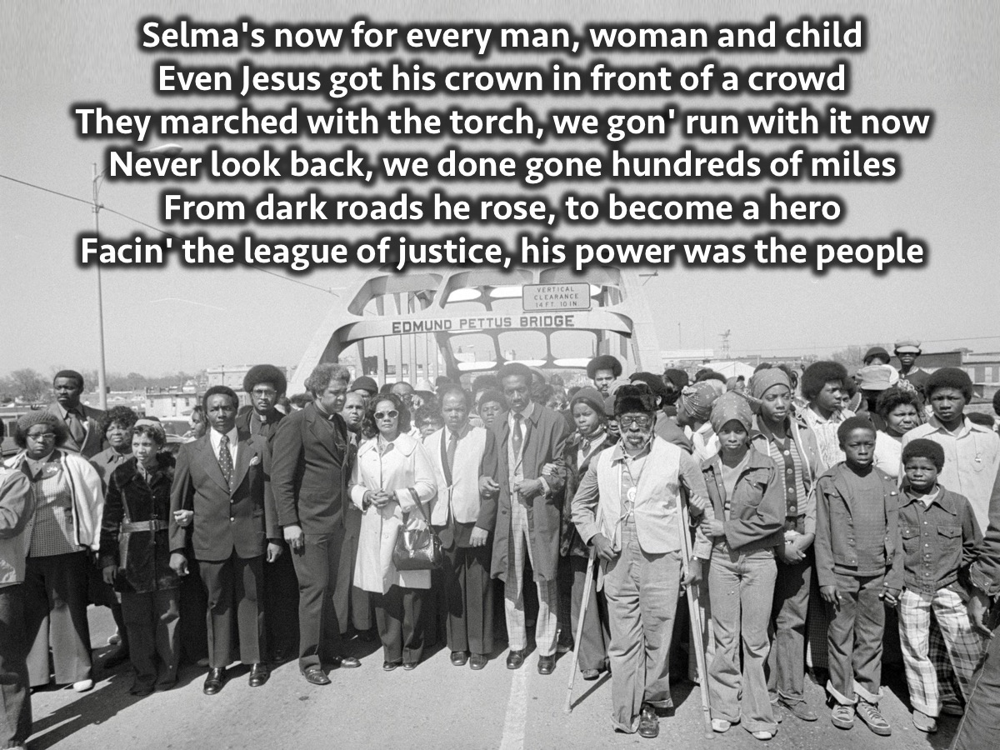 Selma's now for every man, woman and child
Even Jesus got his crown in front of a crowd
They marched with the torch, we gon' run with it now
Never look back, we done gone hundreds of miles
From dark roads he rose, to become a hero
Facin' the league of justice, his power was the people
VERTICAL
CLEARANCE
14 FT. 10 IN.
EDMUND PETTUS BRIDGE